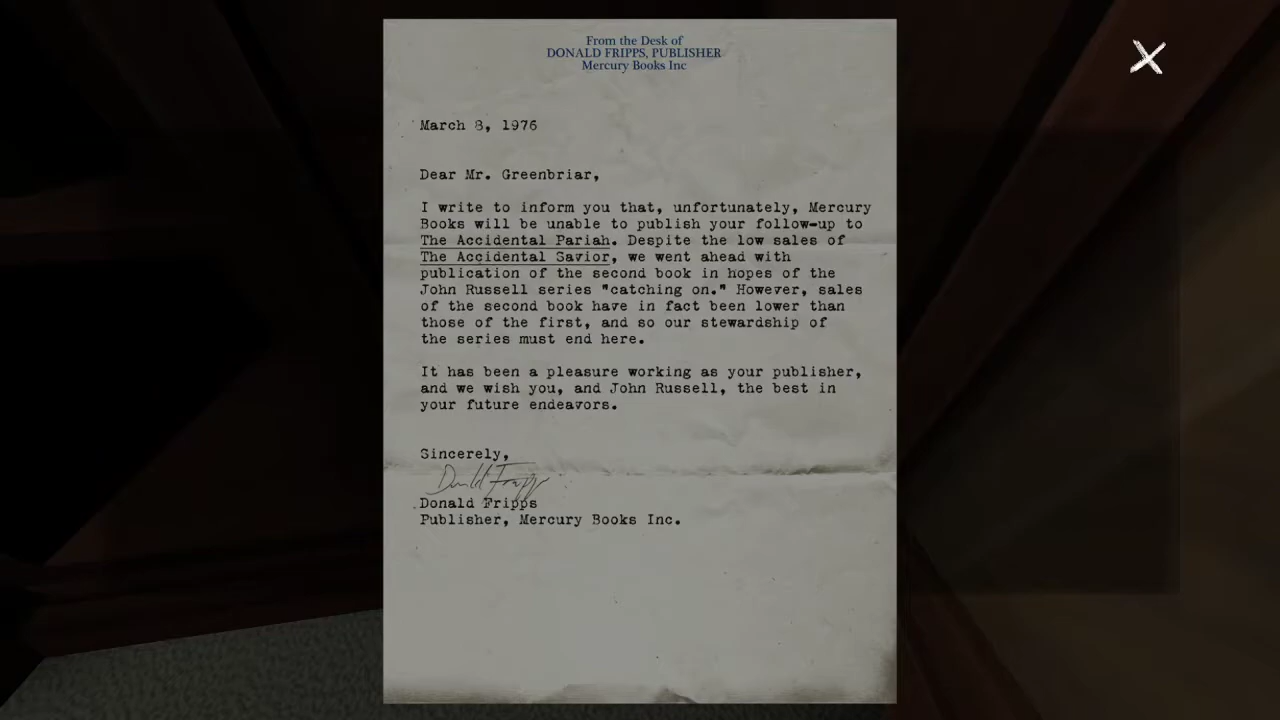 From the Desk of
DONALD FRIPPS, PUBLISHER
Mercury Books Inc
March 8, 1976
Dear Mr. Greenbriar,
I write to inform you that, unfortunately, Mercury
Books will be unable to publish your follow-up to
The Accidental Pariah. Despite the low sales of
The Accidental Savior, we went ahead with
publication of the second book in hopes of the
John Russell series "catching on." However, sales
of the second book have in fact been lower than
those of the first, and so our stewardship of
the series must end here.
It has been a pleasure working as your publisher,
and we wish you, and John Russell, the best in
your future endeavors.
Sincerely,
Donald Fripps
Donald Fripps
Publisher, Mercury Books Inc.